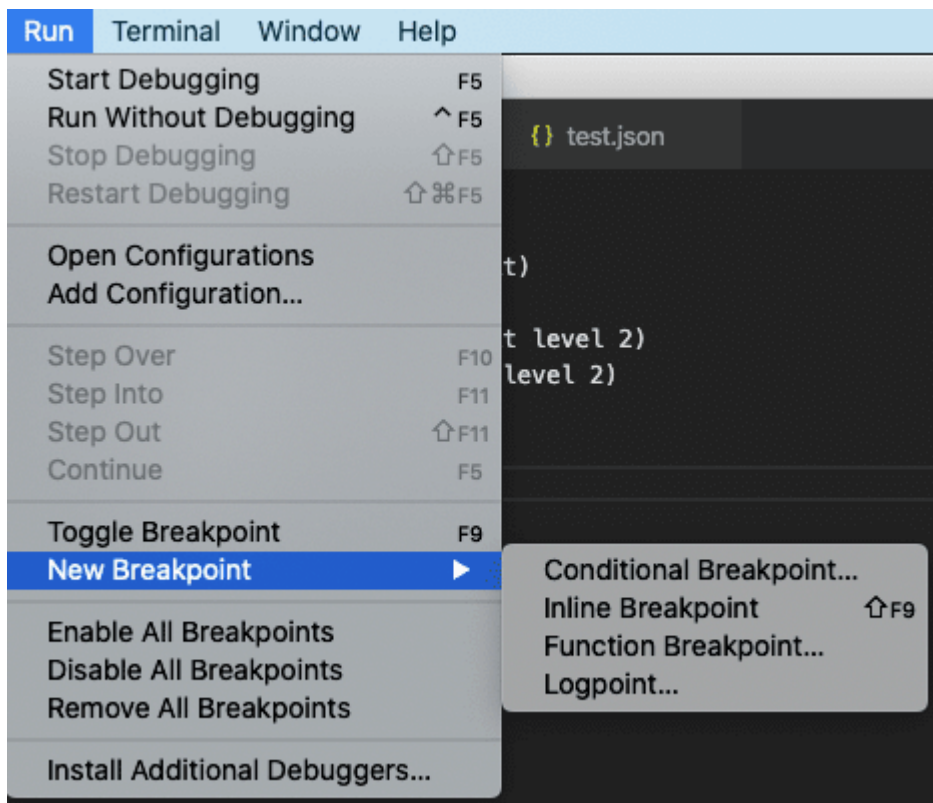 Run Terminal Window Help
Start Debugging F5
Run Without Debugging ^F5
Stop Debugging ⇧F5
Restart Debugging ⇧⌘F5
Open Configurations
Add Configuration...
Step Over F10
Step Into F11
Step Out ⇧F11
Continue F5
Toggle Breakpoint F9
New Breakpoint ▶
Enable All Breakpoints
Disable All Breakpoints
Remove All Breakpoints
Install Additional Debuggers...
{} test.json
t)
t level 2)
level 2)
Conditional Breakpoint...
Inline Breakpoint ⇧F9
Function Breakpoint...
Logpoint...